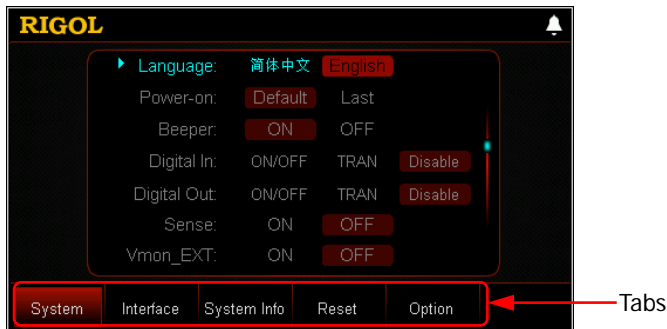 RIGOL
Language: 简体中文 English
Power-on: Default Last
Beeper: ON OFF
Digital In: ON/OFF TRAN Disable
Digital Out: ON/OFF TRAN Disable
Sense: ON OFF
Vmon_EXT: ON OFF
System Interface System Info Reset Option
Tabs